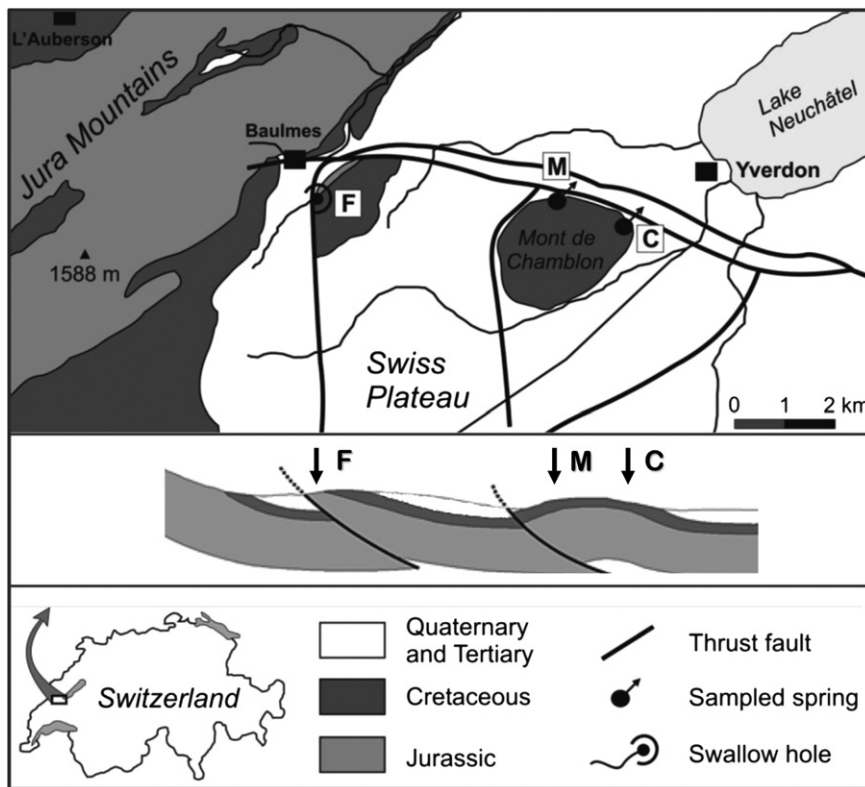 L'Auberson
Jura Mountains
Baulmes
1588 m
F
M
C
Mont de
Chamblon
Yverdon
Lake
Neuchâtel
Swiss
Plateau
0 1 2 km
F M C
Switzerland
Quaternary
and Tertiary
Cretaceous
Jurassic
Thrust fault
Sampled spring
Swallow hole